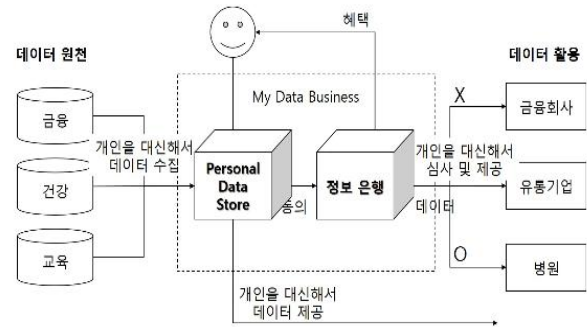 혜택
데이터 원천
데이터 활용
My Data Business
X
금융
금융회사
개인을 대신해서
데이터 수집
개인을 대신해서
심사 및 제공
건강
Personal
Data
Store
정보 은행
유통기업
동의
데이터
교육
O
병원
개인을 대신해서
데이터 제공